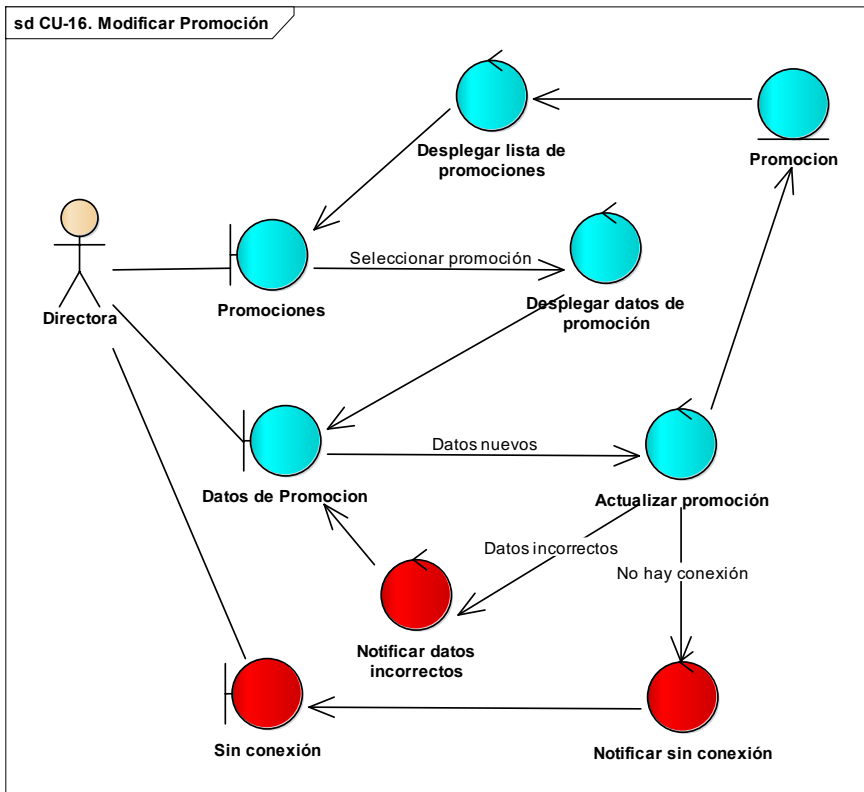 sd CU-16. Modificar Promoción
Desplegar lista de
promociones
Promocion
Directora
Promociones
Seleccionar promoción
Desplegar datos de
promoción
Datos de Promocion
Datos nuevos
Actualizar promoción
Datos incorrectos
No hay conexión
Notificar datos
incorrectos
Sin conexión
Notificar sin conexión